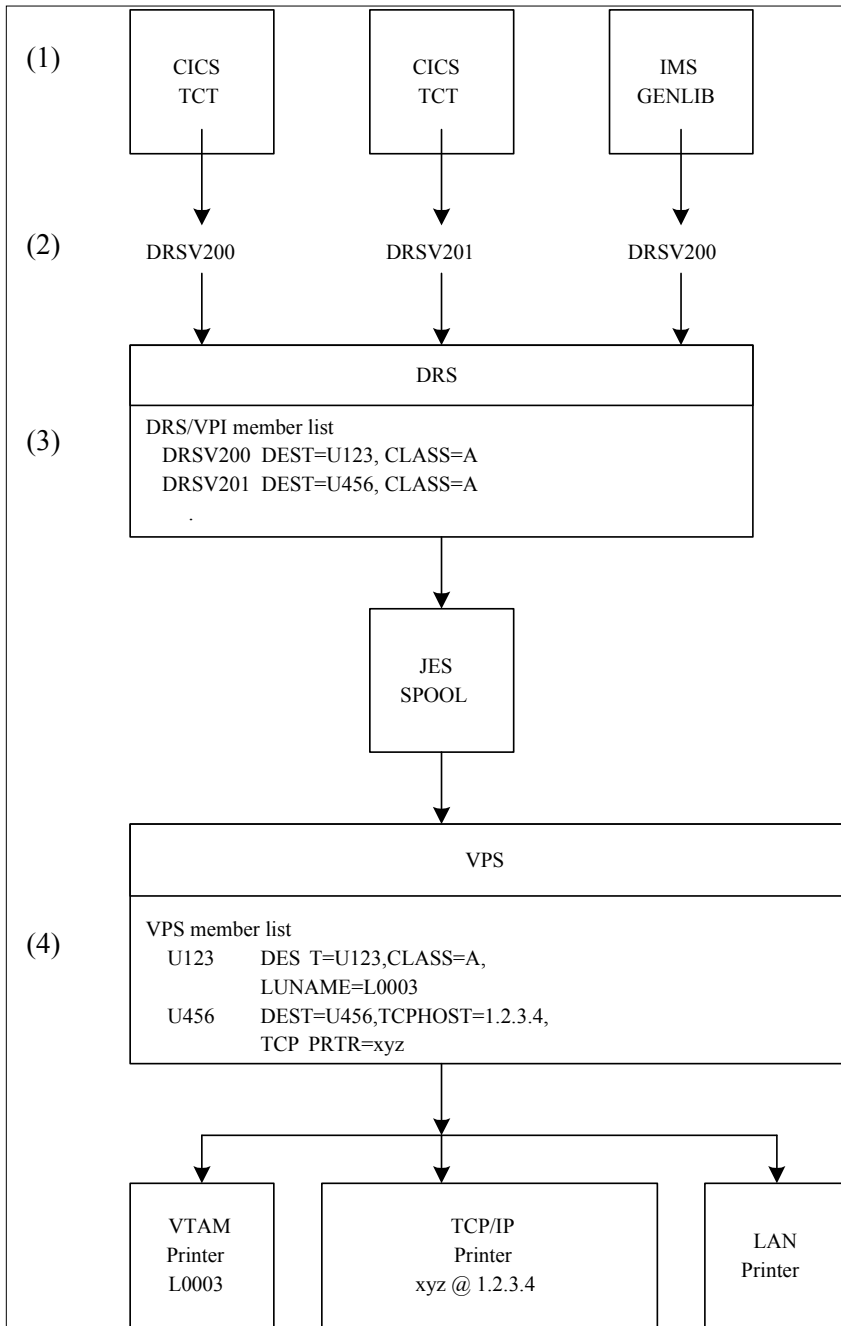 (1)
CICS
TCT
CICS
TCT
IMS
GENLIB
(2)
DRSV200
DRSV201
DRSV200
DRS
(3)
DRS/VPI member list
DRSV200 DEST=U123, CLASS=A
DRSV201 DEST=U456, CLASS=A
.
JES
SPOOL
VPS
(4)
VPS member list
U123 DES T=U123,CLASS=A,
LUNAME=L0003
U456 DEST=U456,TCPHOST=1.2.3.4,
TCP PRTR=xyz
VTAM
Printer
L0003
TCP/IP
Printer
xyz @ 1.2.3.4
LAN
Printer